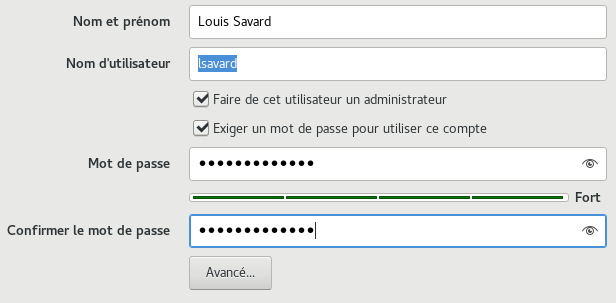 Nom et prénom Louis Savard
Nom d'utilisateur lsavard
Faire de cet utilisateur un administrateur
Exiger un mot de passe pour utiliser ce compte
Mot de passe •••••••••••••
Fort
Confirmer le mot de passe •••••••••••••
Avancé...